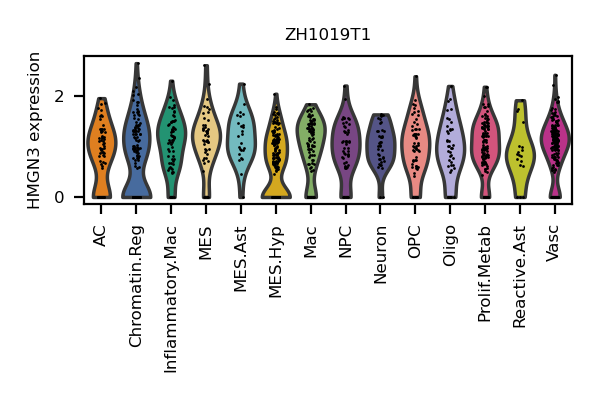 ZH1019T1
HMGN3 expression
2
0
AC
Chromatin.Reg
Inflammatory.Mac
MES
MES.Ast
MES.Hyp
Mac
NPC
Neuron
OPC
Oligo
Prolif.Metab
Reactive.Ast
Vasc